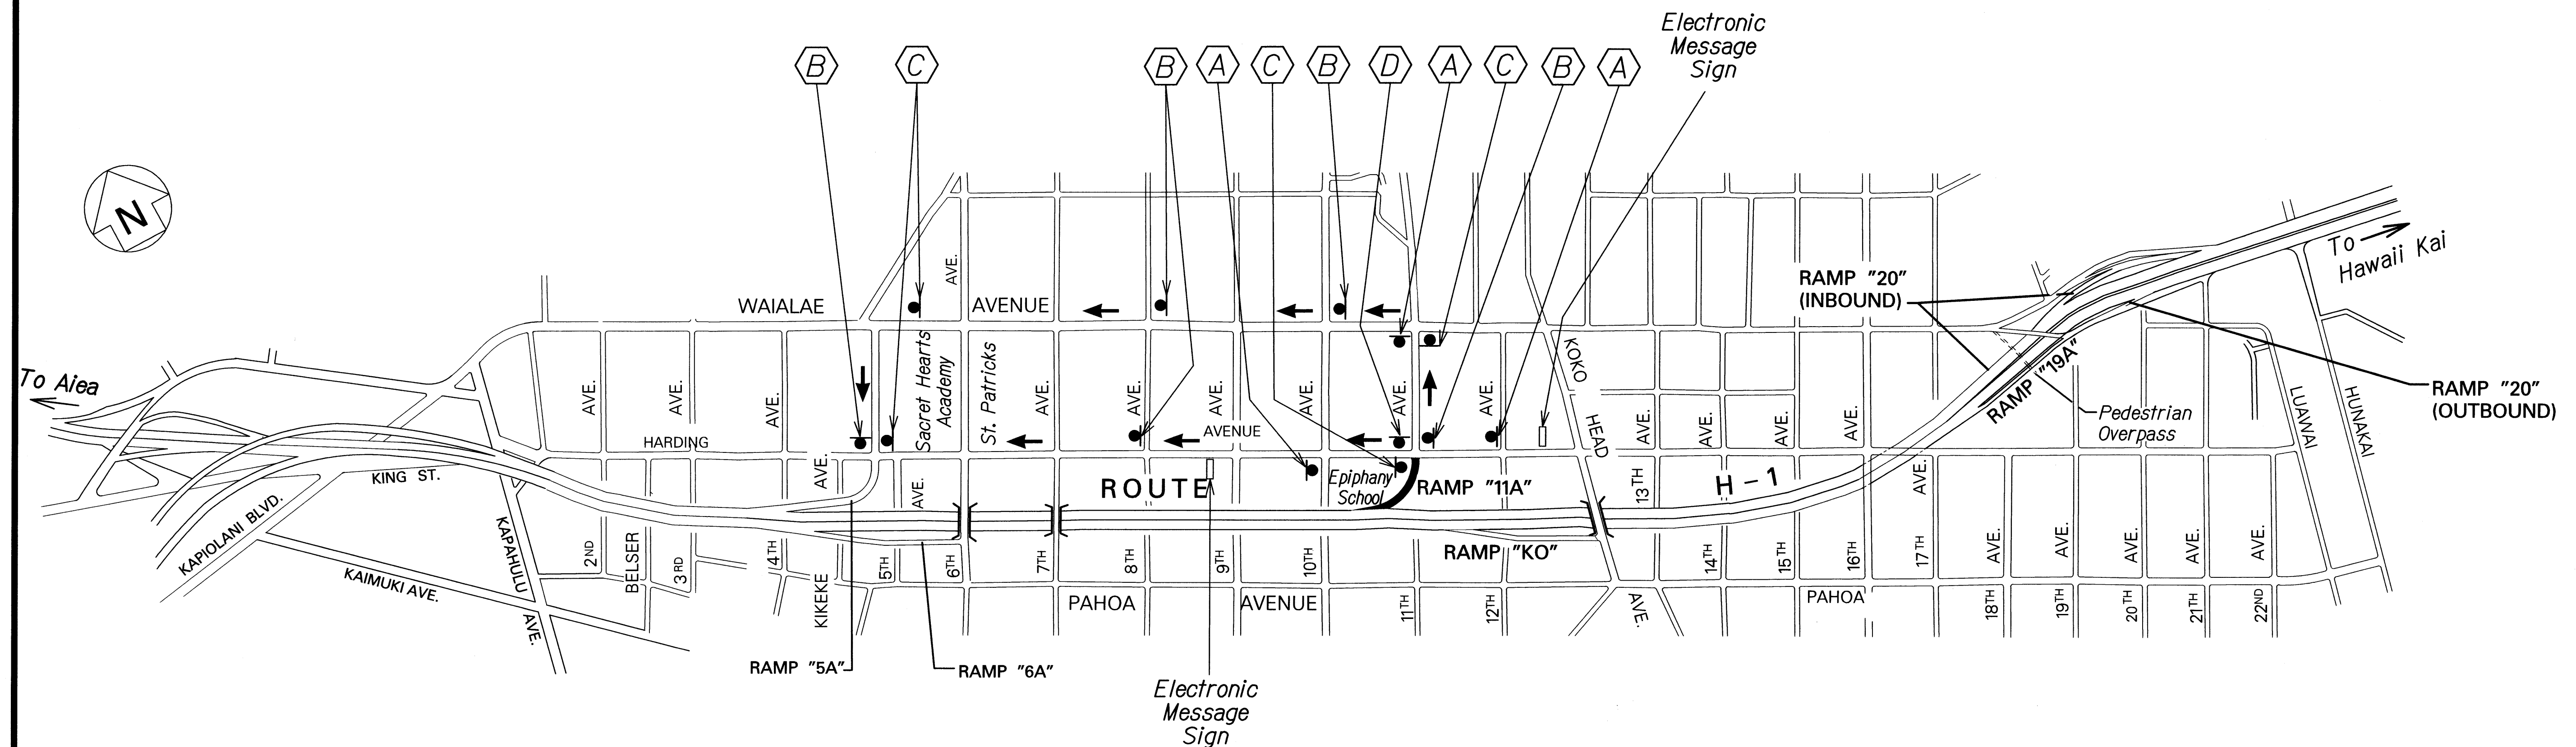 Electronic
Message
Sign
B
C
B
A
C
B
D
A
C
B
A
N
To
Hawaii Kai
RAMP "20"
(INBOUND)
WAIALAE
AVENUE
AVE.
To Aiea
AVE.
AVE.
AVE.
Sacret Hearts
Academy
St. Patricks
AVE.
AVE.
AVE.
AVE.
AVE.
AVE.
KOKO
HEAD
AVE.
AVE.
AVE.
AVE.
RAMP "19A"
Pedestrian
Overpass
LUAWAI
HUNAKAI
RAMP "20"
(OUTBOUND)
HARDING
AVENUE
KING ST.
AVE.
AVE.
ROUTE
Epiphany
School
RAMP "11A"
13TH
H-1
AVE.
KAPIOLANI BLVD.
KAPAHULU
AVE.
KAIMUKI AVE.
2ND
BELSER
3RD
4TH
KIKEKE
5TH
6TH
7TH
8TH
9TH
10TH
RAMP "KO"
14TH
15TH
16TH
17TH
AVE.
AVE.
AVE.
AVE.
AVE.
PAHOA
AVENUE
11TH
12TH
AVE.
PAHOA
18TH
19TH
20TH
21TH
22ND
RAMP "5A"
RAMP "6A"
Electronic
Message
Sign